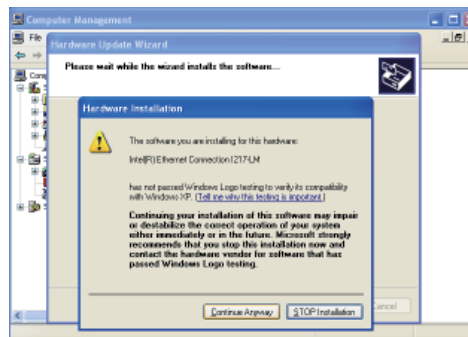 Computer Management
File
Hardware Update Wizard
Please wait while the wizard installs the software...
Hardware Installation
The software you are installing for this hardware:
Intel(R) Ethernet Connection I217-LM
has not passed Windows Logo testing to verify its compatibility
with Windows XP. (Tell me why this testing is important.)
Continuing your installation of this software may impair
or destabilize the correct operation of your system
either immediately or in the future. Microsoft strongly
recommends that you stop this installation now and
contact the hardware vendor for software that has
passed Windows Logo testing.
Continue Anyway
STOP Installation
Cancel